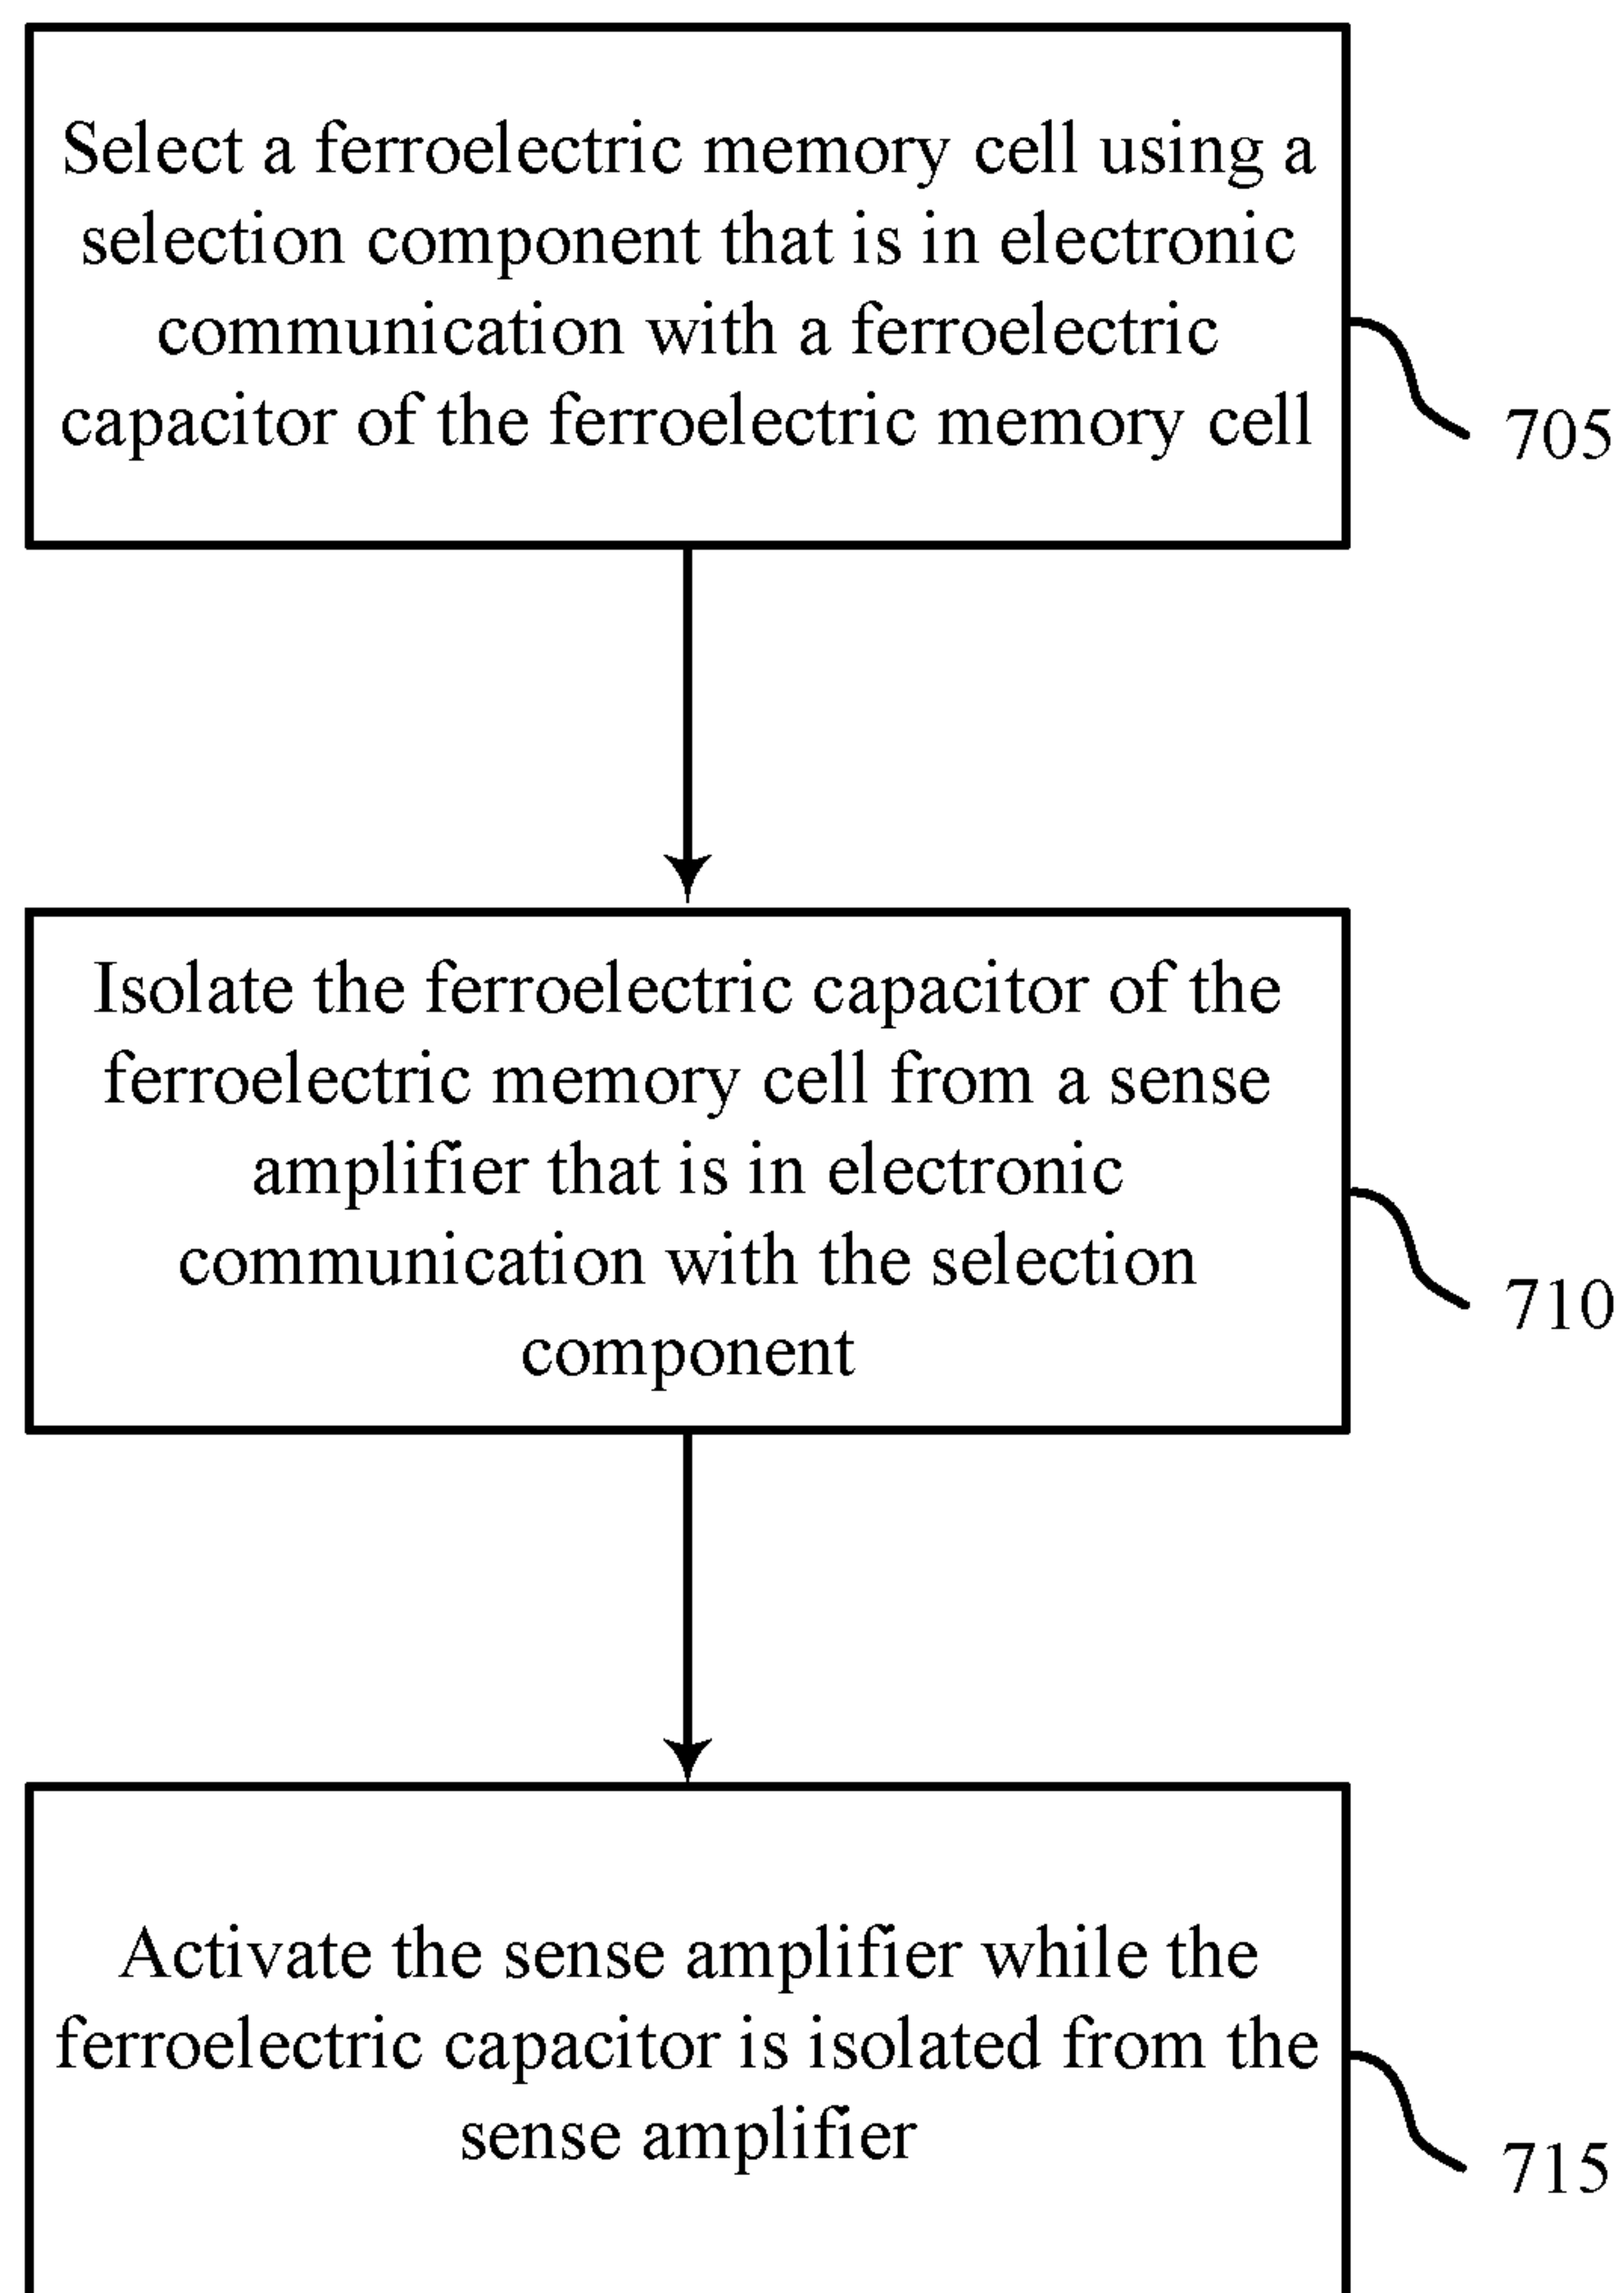 Select a ferroelectric memory cell using a
selection component that is in electronic
communication with a ferroelectric
capacitor of the ferroelectric memory cell
705
Isolate the ferroelectric capacitor of the
ferroelectric memory cell from a sense
amplifier that is in electronic
communication with the selection
component
710
Activate the sense amplifier while the
ferroelectric capacitor is isolated from the
sense amplifier
715